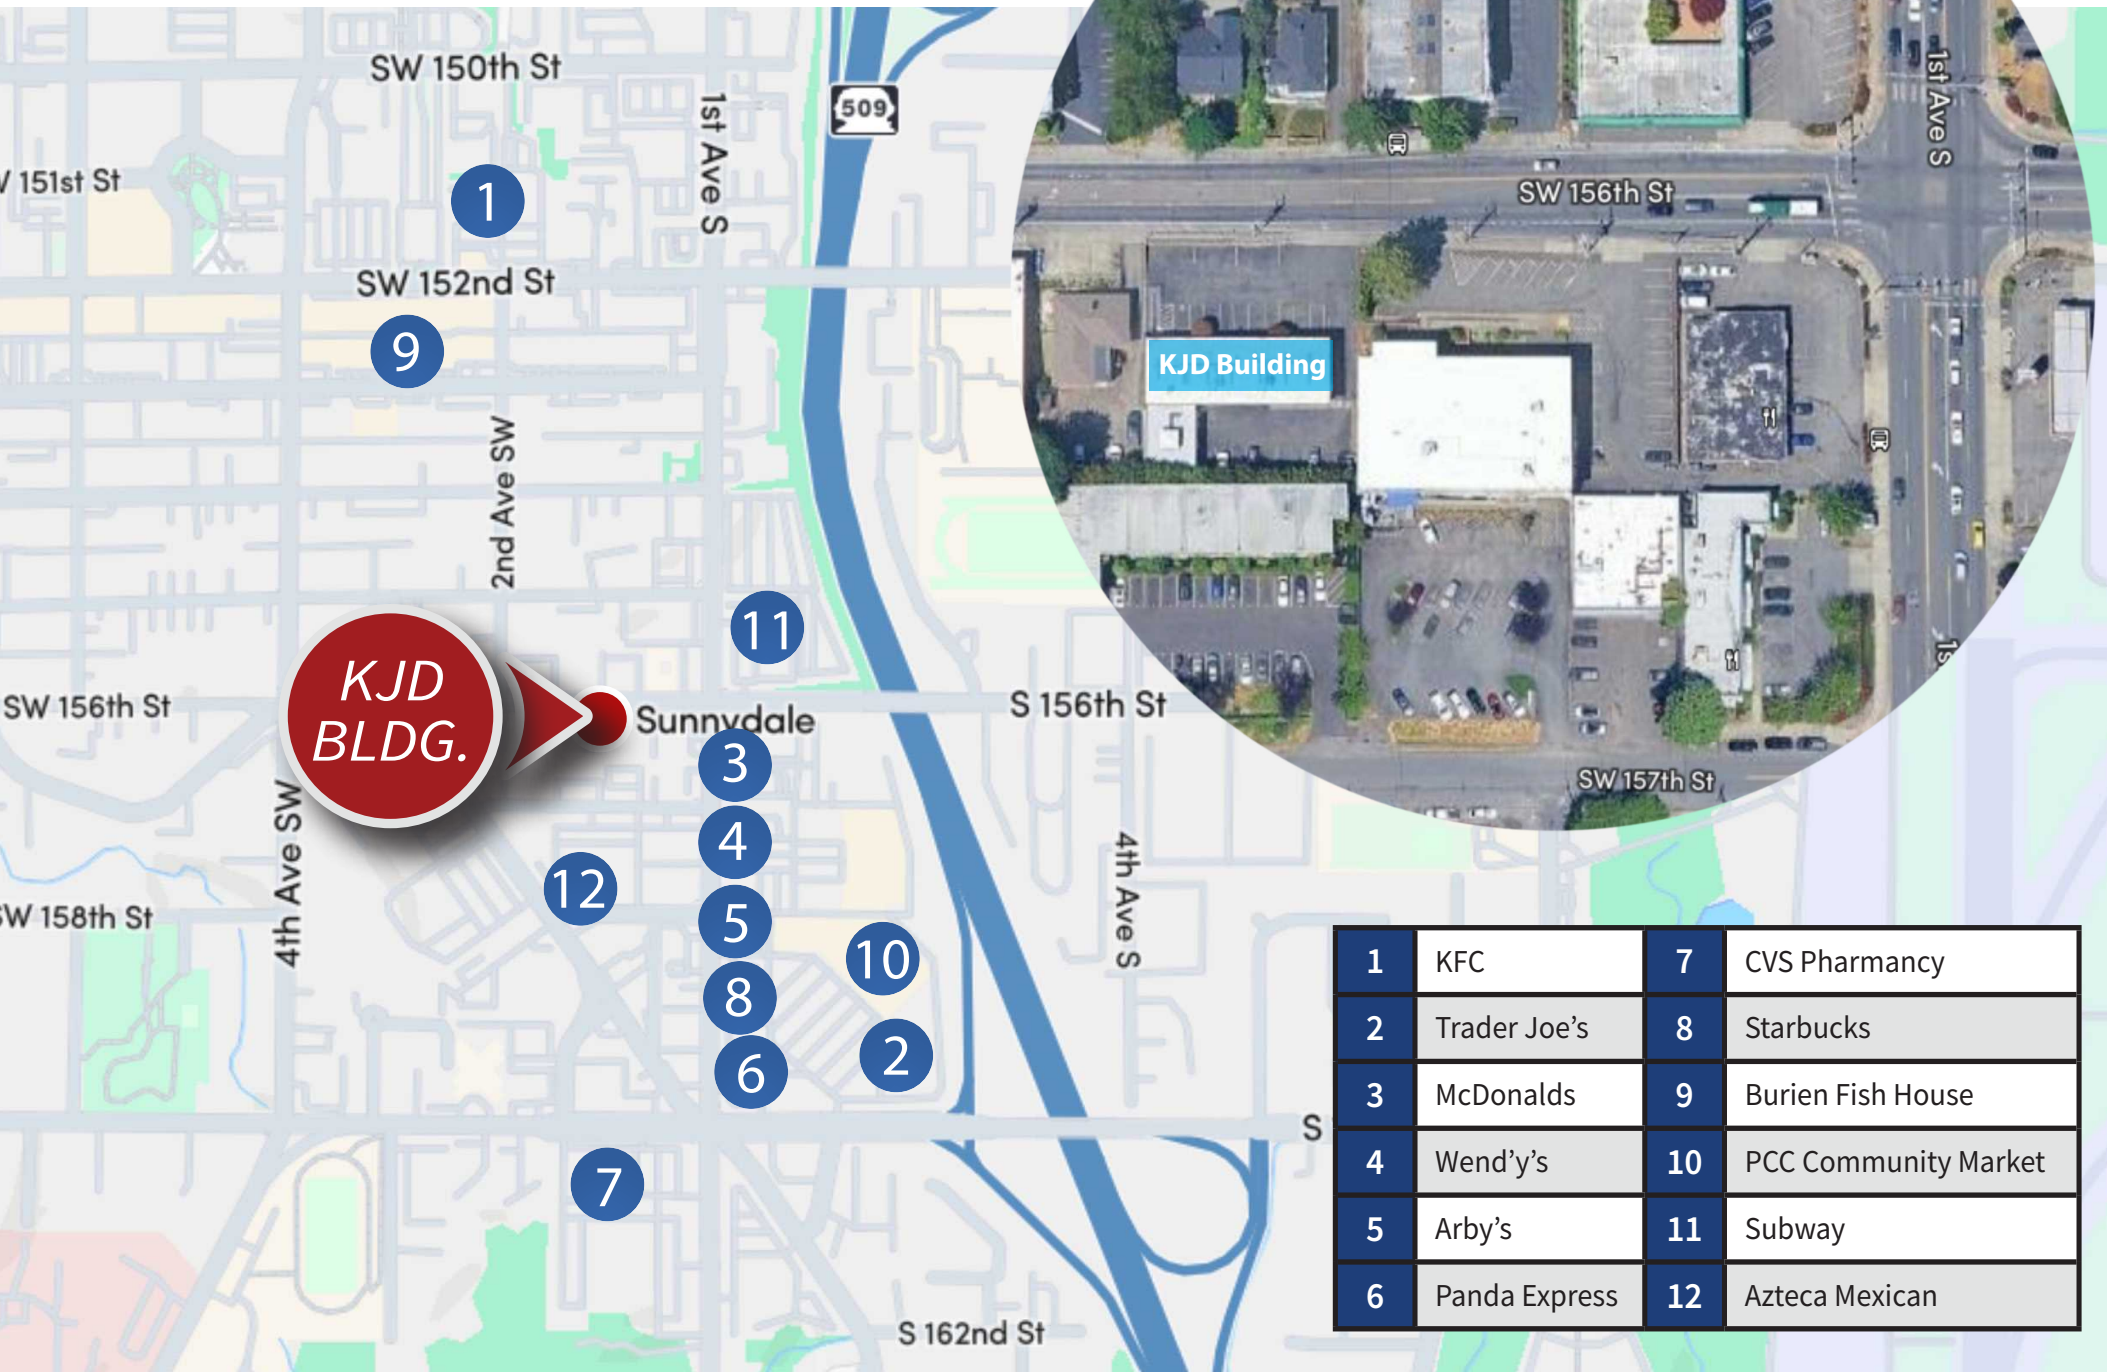 SW 150th St
1st Ave S
509
V 151st St
1
SW 152nd St
9
2nd Ave SW
11
KJD
BLDG.
SW 156th St
Sunnydale
S 156th St
3
4
4th Ave SW
12
4th Ave S
W 158th St
5
10
8
2
6
S
7
S 162nd St
1st Ave S
SW 156th St
KJD Building
1s
SW 157th St
1 KFC 7 CVS Pharmancy
2 Trader Joe’s 8 Starbucks
3 McDonalds 9 Burien Fish House
4 Wend’y’s 10 PCC Community Market
5 Arby’s 11 Subway
6 Panda Express 12 Azteca Mexican